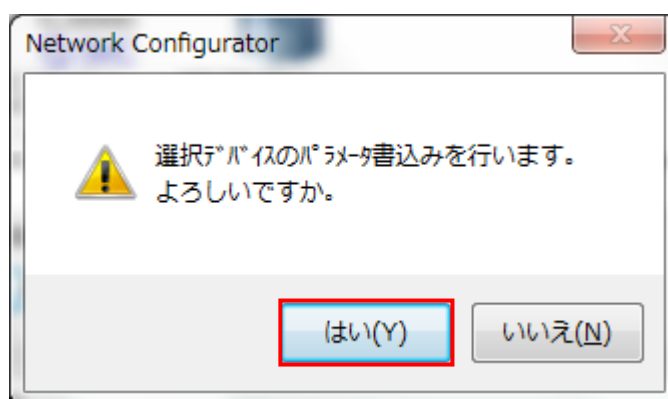 Network Configurator
選択ﾃﾞﾊﾞｲｽのﾊﾟﾗﾒｰﾀ書込みを行います。
よろしいですか。
はい(Y)
いいえ(N)